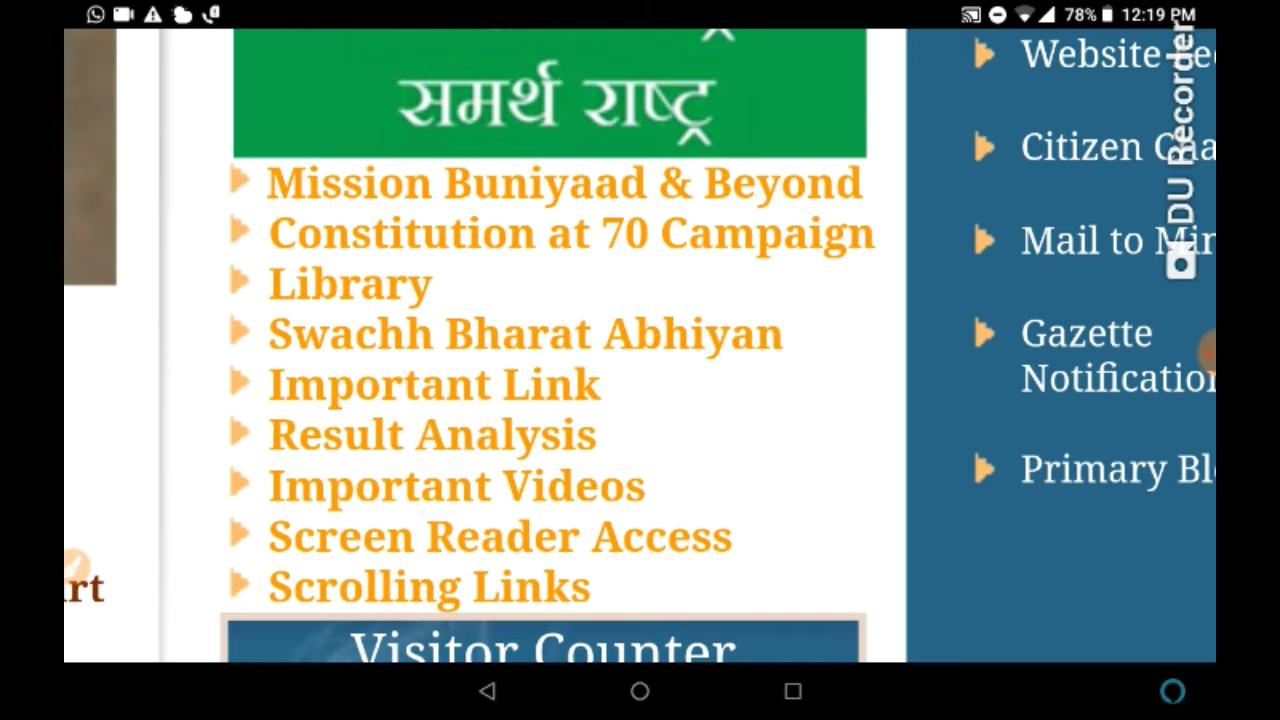 78% 12:19 PM
समर्थ राष्ट्र
Mission Buniyaad & Beyond
Constitution at 70 Campaign
Library
Swachh Bharat Abhiyan
Important Link
Result Analysis
Important Videos
Screen Reader Access
Scrolling Links
Visitor Counter
Website
Citizen
Mail to
Gazette
Primary
DU Recorder